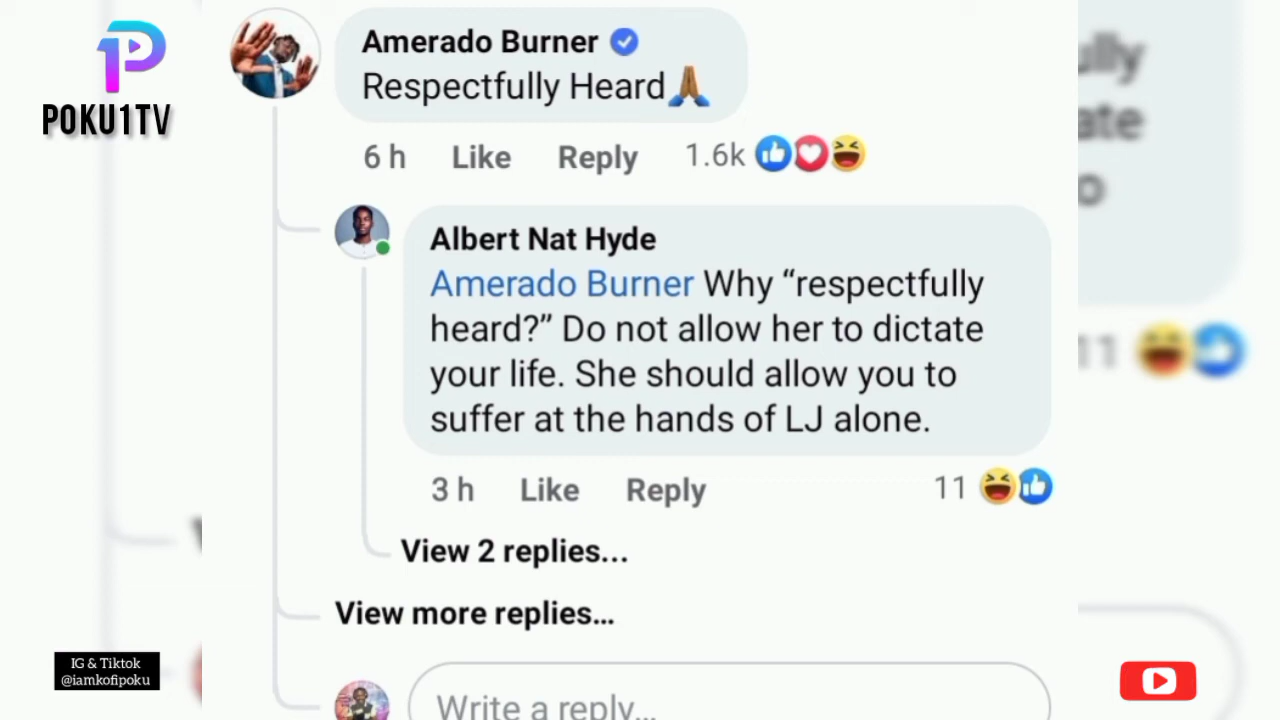 POKU1TV
Amerado Burner
Respectfully Heard🙏🏾
6 h Like Reply 1.6k
Albert Nat Hyde
Amerado Burner Why “respectfully
heard?” Do not allow her to dictate
your life. She should allow you to
suffer at the hands of LJ alone.
3 h Like Reply 11
View 2 replies...
View more replies...
Write a reply...
IG & Tiktok
@iamkofipoku